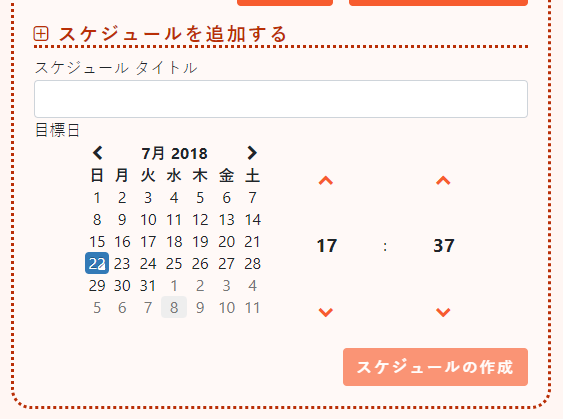 スケジュールを追加する
スケジュール タイトル
目標日
7月 2018
日 月 火 水 木 金 土
1 2 3 4 5 6 7
8 9 10 11 12 13 14
15 16 17 18 19 20 21
22 23 24 25 26 27 28
29 30 31 1 2 3 4
5 6 7 8 9 10 11
17 : 37
スケジュールの作成